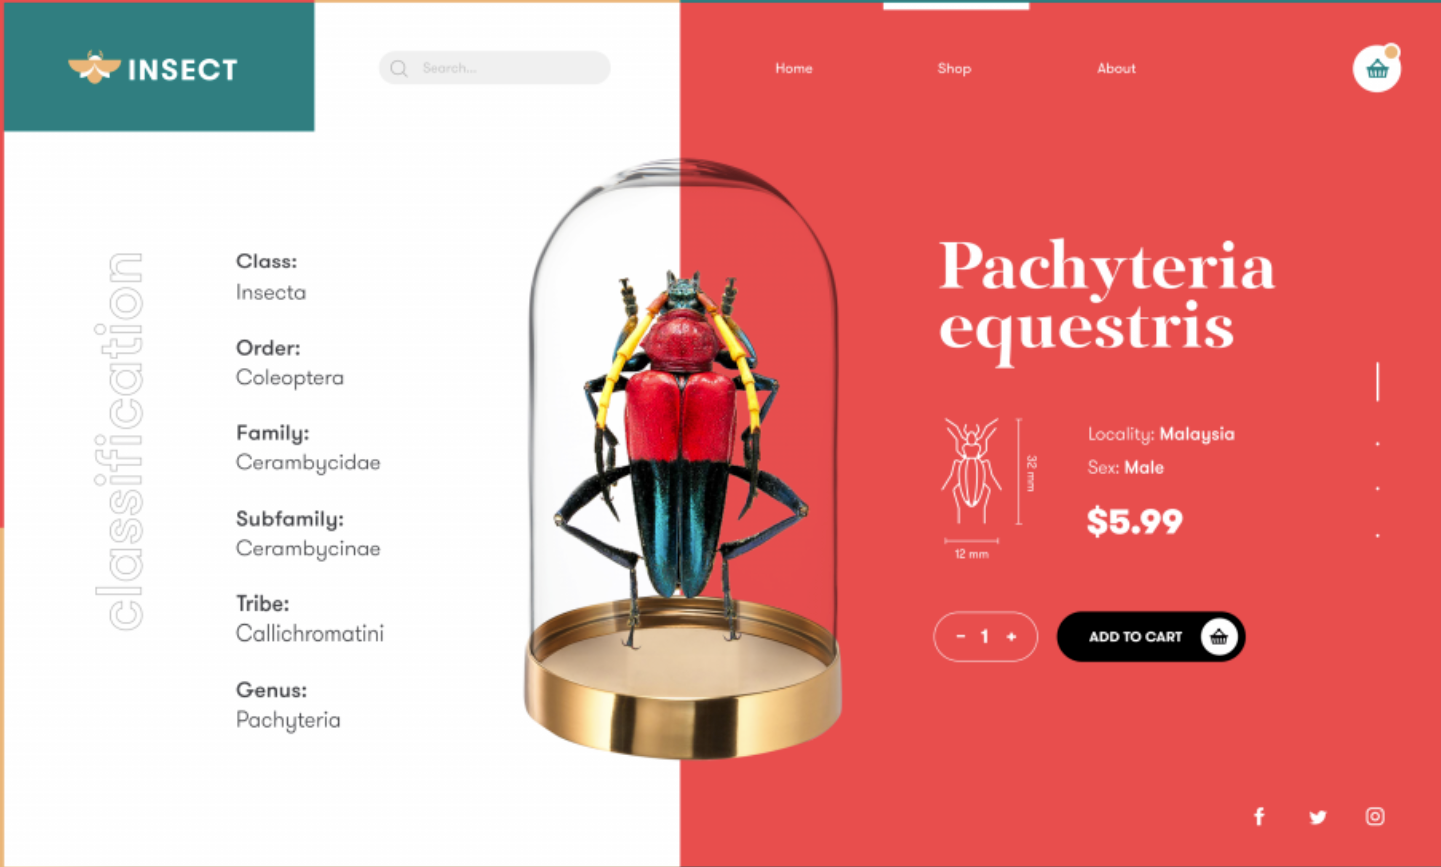 INSECT
Search...
Home
Shop
About
classification
Class:
Insecta
Order:
Coleoptera
Family:
Cerambycidae
Subfamily:
Cerambycinae
Tribe:
Callichromatini
Genus:
Pachyteria
Pachyteria
equestris
32 mm
12 mm
Locality: Malaysia
Sex: Male
$5.99
- 1 +
ADD TO CART